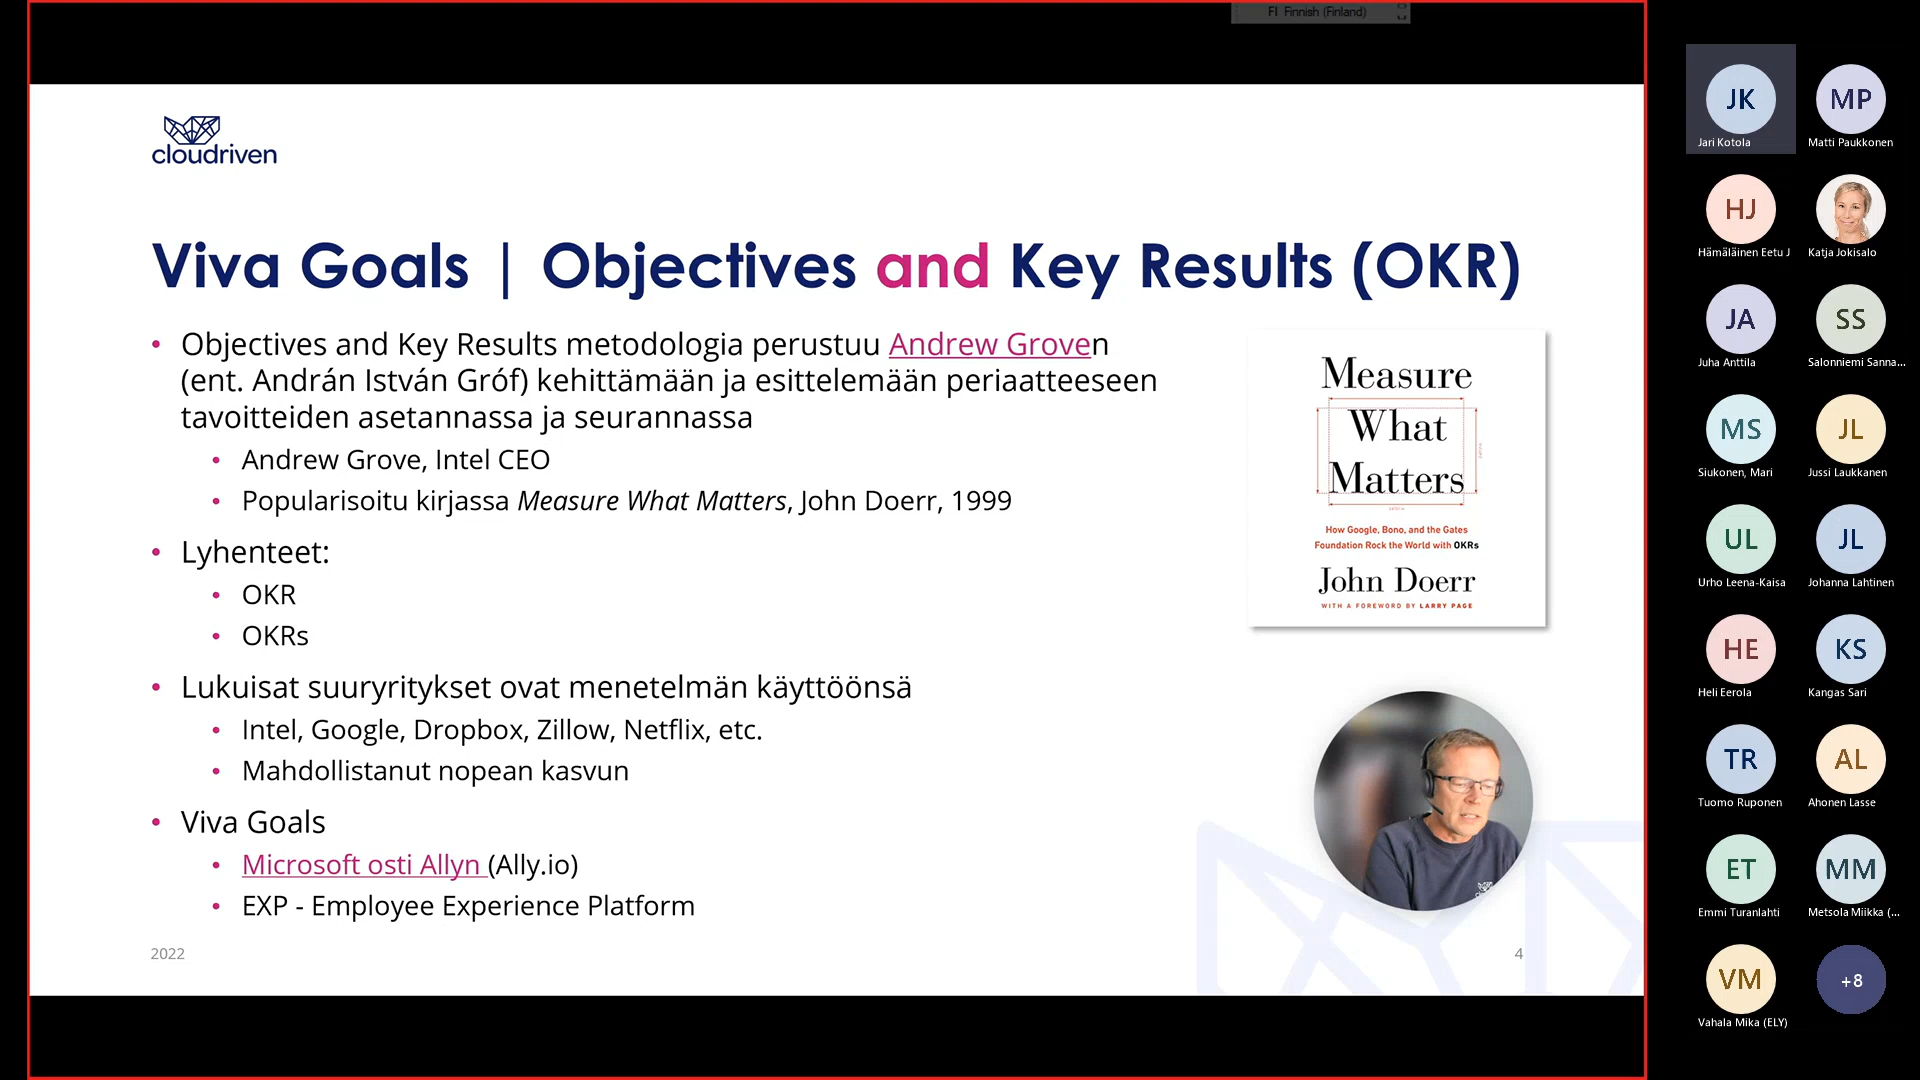 FI Finnish (Finland)
cloudriven
Viva Goals | Objectives and Key Results (OKR)
• Objectives and Key Results metodologia perustuu Andrew Groven
(ent. Andrán István Gróf) kehittämään ja esittelemään periaatteeseen
tavoitteiden asetannassa ja seurannassa
• Andrew Grove, Intel CEO
• Popularisoitu kirjassa Measure What Matters, John Doerr, 1999
• Lyhenteet:
• OKR
• OKRs
• Lukuisat suuryritykset ovat menetelmän käyttöönsä
• Intel, Google, Dropbox, Zillow, Netflix, etc.
• Mahdollistanut nopean kasvun
• Viva Goals
• Microsoft osti Allyn (Ally.io)
• EXP - Employee Experience Platform
Measure
What
Matters
How Google, Bono, and the Gates
Foundation Rock the World with OKRs
John Doerr
WITH A FOREWORD BY LARRY PAGE
2022
4
JK
Jari Kotola
MP
Matti Paukkonen
HJ
Hämäläinen Eetu J
Katja Jokisalo
JA
Juha Anttila
SS
Salonniemi Sanna...
MS
Siukonen, Mari
JL
Jussi Laukkanen
UL
Urho Leena-Kaisa
JL
Johanna Lahtinen
HE
Heli Eerola
KS
Kangas Sari
TR
Tuomo Ruponen
AL
Ahonen Lasse
ET
Emmi Turanlahti
MM
Metsola Miikka (...
VM
Vahala Mika (ELY)
+8